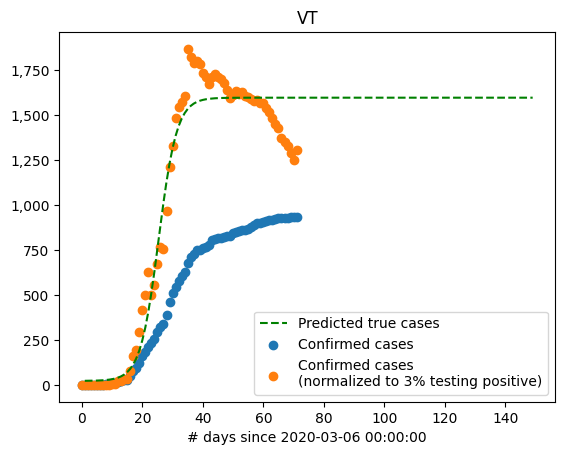 VT
1,750
1,500
1,250
1,000
750
500
250
0
Predicted true cases
Confirmed cases
Confirmed cases
(normalized to 3% testing positive)
0 20 40 60 80 100 120 140
# days since 2020-03-06 00:00:00